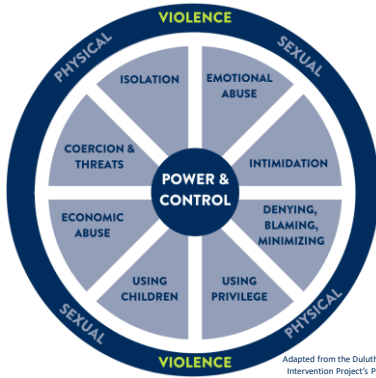 VIOLENCE
PHYSICAL
SEXUAL
ISOLATION
EMOTIONAL
ABUSE
COERCION &
THREATS
INTIMIDATION
POWER &
CONTROL
ECONOMIC
ABUSE
DENYING,
BLAMING,
MINIMIZING
USING
CHILDREN
USING
PRIVILEGE
SEXUAL
PHYSICAL
VIOLENCE
Adapted from the Duluth
Intervention Project's P